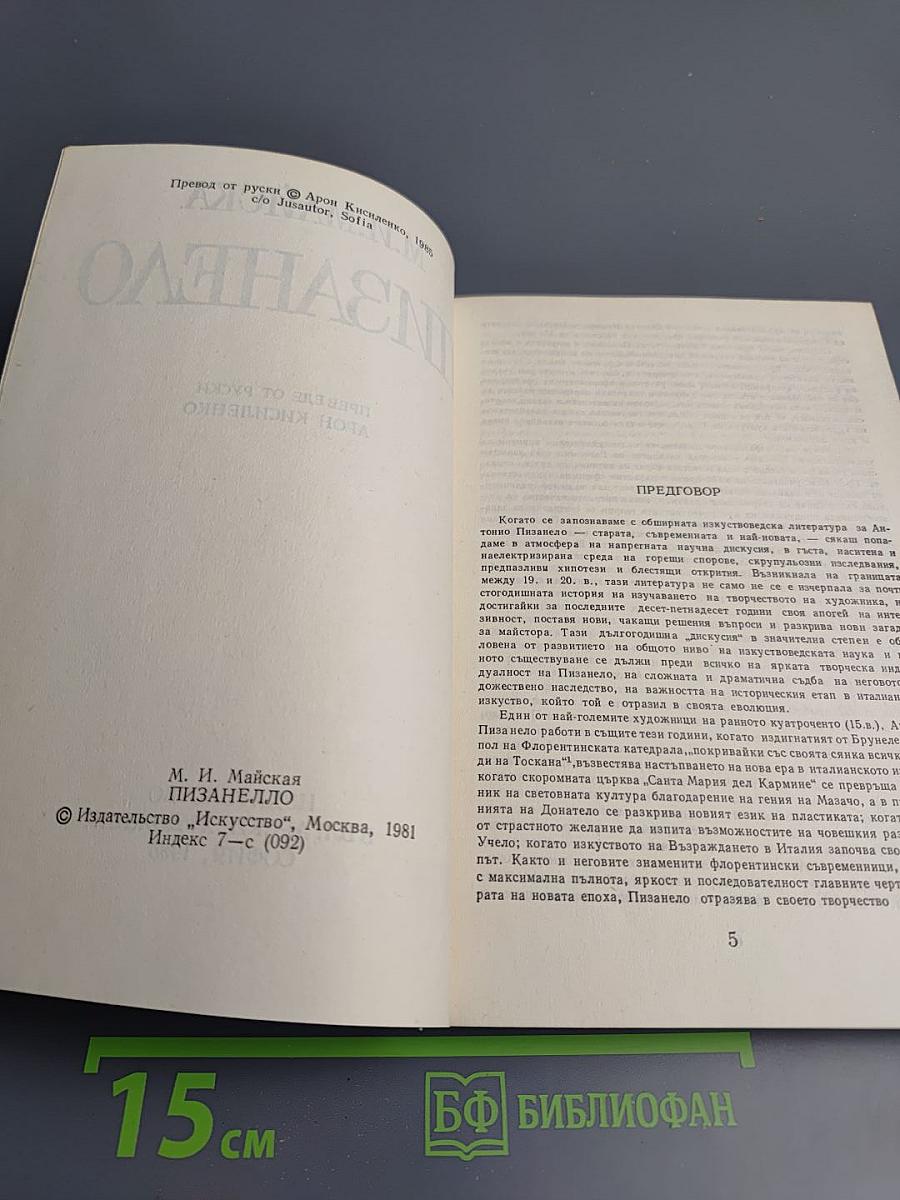 Превод от руски © Арон Кисиленко, 1986
c/o Jusautor, Sofia
ПИЗАНЕЛО
ПРЕВЕДЕ ОТ РУСКИ
АРОН КИСИЛЕНКО
М. И. Майская
ПИЗАНЕЛЛО
© Издательство „Искусство“, Москва, 1981
Индекс 7—с (092)
ПРЕДГОВОР
Когато се запознаваме с обширната изкуствоведска литература за Ан-
тонио Пизанело — старата, съвременната и най-новата, — сякаш попа-
даме в атмосфера на напрегната научна дискусия, в гъста, наситена и
наелектризирана среда на горещи спорове, скрупульозни изследвания,
предпазливи хипотези и блестящи открития. Възникнала на границата
между 19. и 20. в., тази литература не само не се е изчерпала за почти
стогодишната история на изучаването на творчеството на художника, н
достигайки за последните десет-петнадесет години своя апогей на инте
зивност, поставя нови, чакащи решения въпроси и разкрива нови загад
за майстора. Тази дългогодишна „дискусия“ в значителна степен е об
ловена от развитието на общото ниво на изкуствоведската наука и
ното съществуване се дължи преди всичко на ярката творческа инд
дуалност на Пизанело, на сложната и драматична съдба на неговото
дожествено наследство, на важността на историческия етап в италиан
изкуство, който той е отразил в своята еволюция.
Един от най-големите художници на ранното куатроченто (15.в.), А
Пизанело работи в същите тези години, когато издигнатият от Брунеле
пол на Флорентинската катедрала, „покривайки със своята сянка всичк
ди на Тоскана“¹, възвестява настъпването на нова ера в италианското и
когато скоромната църква „Санта Мария дел Кармине“ се превръща
ник на световната култура благодарение на гения на Мазачо, а в п
нията на Донатело се разкрива новият език на пластиката; когат
от страстното желание да изпита възможностите на човешкия раз
Учело; когато изкуството на Възраждането в Италия започва сво
път. Както и неговите знаменити флорентински съвременници,
с максимална пълнота, яркост и последователност главните черт
рата на новата епоха, Пизанело отразява в своето творчество
5
15 см
БФ БИБЛИОФАН